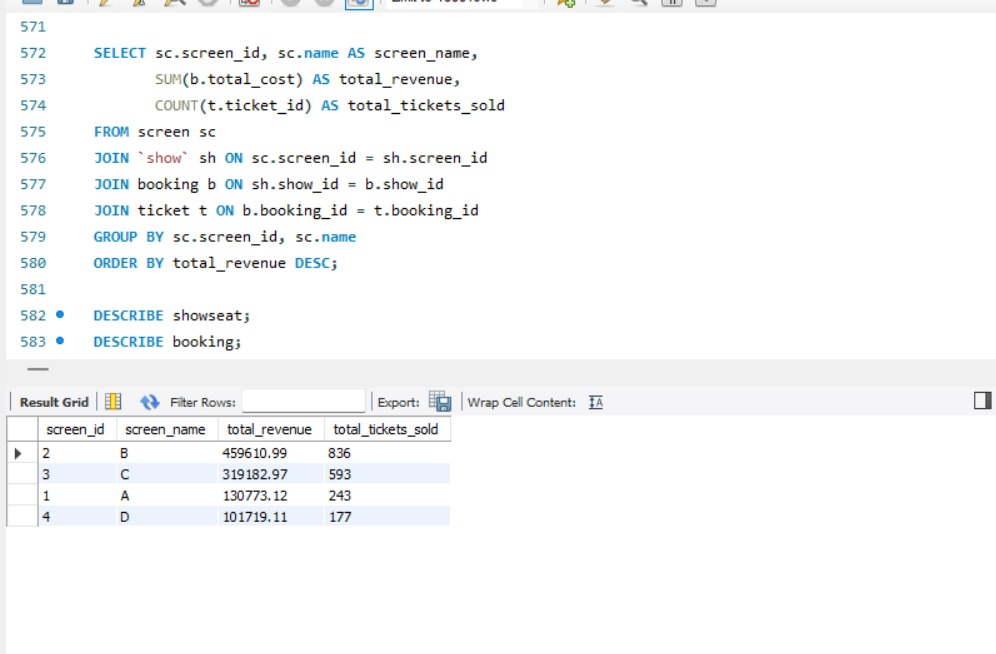 571
572 SELECT sc.screen_id, sc.name AS screen_name,
573 SUM(b.total_cost) AS total_revenue,
574 COUNT(t.ticket_id) AS total_tickets_sold
575 FROM screen sc
576 JOIN `show` sh ON sc.screen_id = sh.screen_id
577 JOIN booking b ON sh.show_id = b.show_id
578 JOIN ticket t ON b.booking_id = t.booking_id
579 GROUP BY sc.screen_id, sc.name
580 ORDER BY total_revenue DESC;
581
582 DESCRIBE showseat;
583 DESCRIBE booking;
Result Grid Filter Rows: Export: Wrap Cell Content: IA
screen_id screen_name total_revenue total_tickets_sold
2 B 459610.99 836
3 C 319182.97 593
1 A 130773.12 243
4 D 101719.11 177